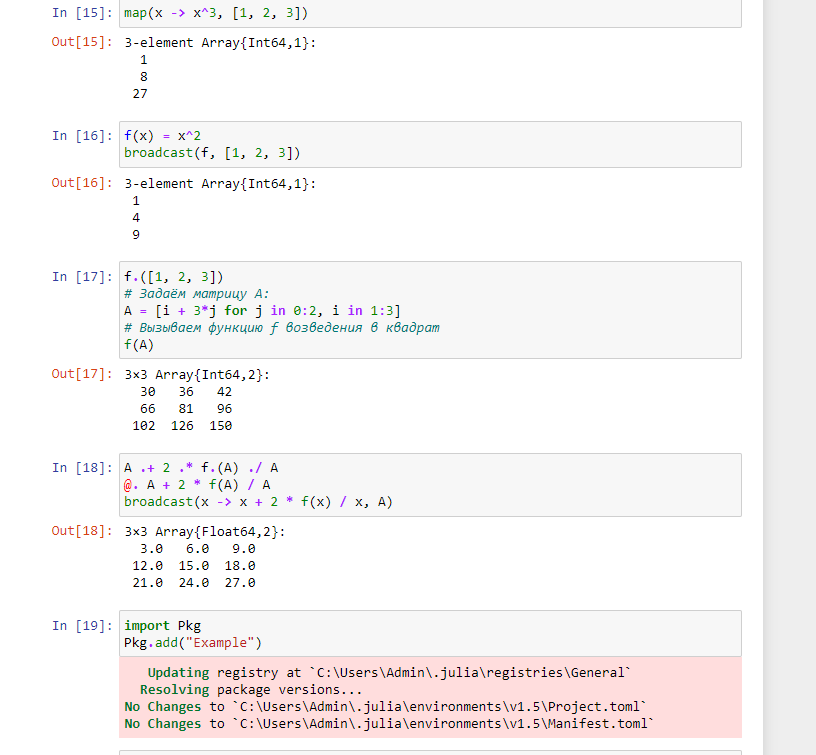 In [15]: map(x -> x^3, [1, 2, 3])
Out[15]: 3-element Array{Int64,1}:
1
8
27
In [16]: f(x) = x^2
broadcast(f, [1, 2, 3])
Out[16]: 3-element Array{Int64,1}:
1
4
9
In [17]: f.([1, 2, 3])
# Задаём матрицу A:
A = [i + 3*j for j in 0:2, i in 1:3]
# Вызываем функцию f возведения в квадрат
f(A)
Out[17]: 3×3 Array{Int64,2}:
30 36 42
66 81 96
102 126 150
In [18]: A .+ 2 .* f.(A) ./ A
@. A + 2 * f(A) / A
broadcast(x -> x + 2 * f(x) / x, A)
Out[18]: 3×3 Array{Float64,2}:
3.0 6.0 9.0
12.0 15.0 18.0
21.0 24.0 27.0
In [19]: import Pkg
Pkg.add("Example")
Updating registry at `C:\Users\Admin\.julia\registries\General`
Resolving package versions...
No Changes to `C:\Users\Admin\.julia\environments\v1.5\Project.toml`
No Changes to `C:\Users\Admin\.julia\environments\v1.5\Manifest.toml`